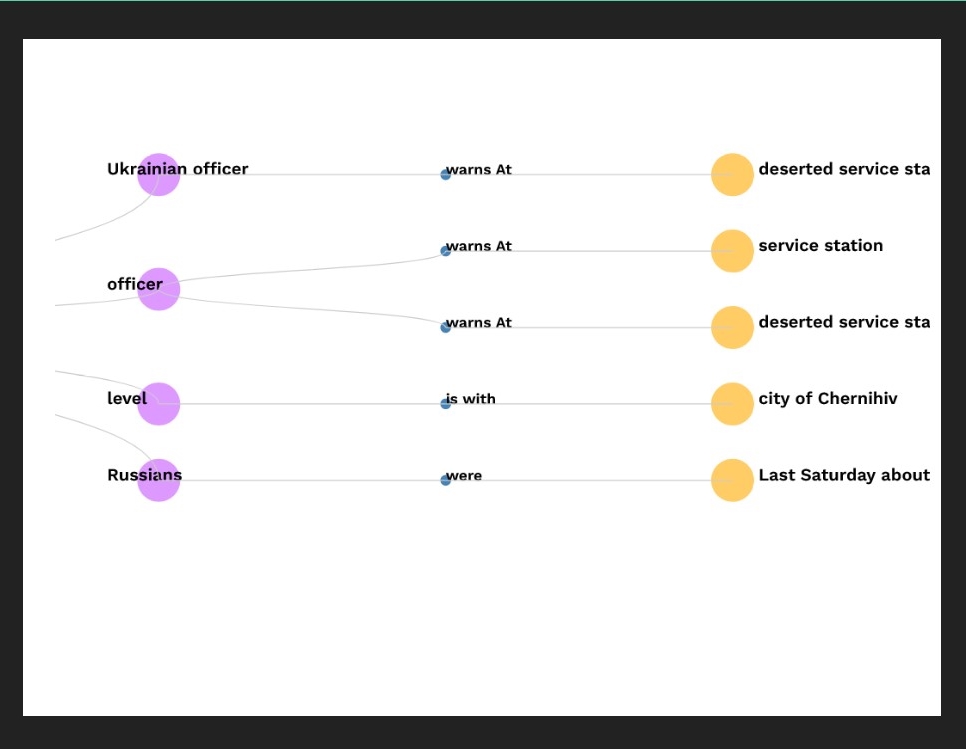 Ukrainian officer warns At deserted service sta
warns At service station
officer
warns At deserted service sta
level is with city of Chernihiv
Russians were Last Saturday about